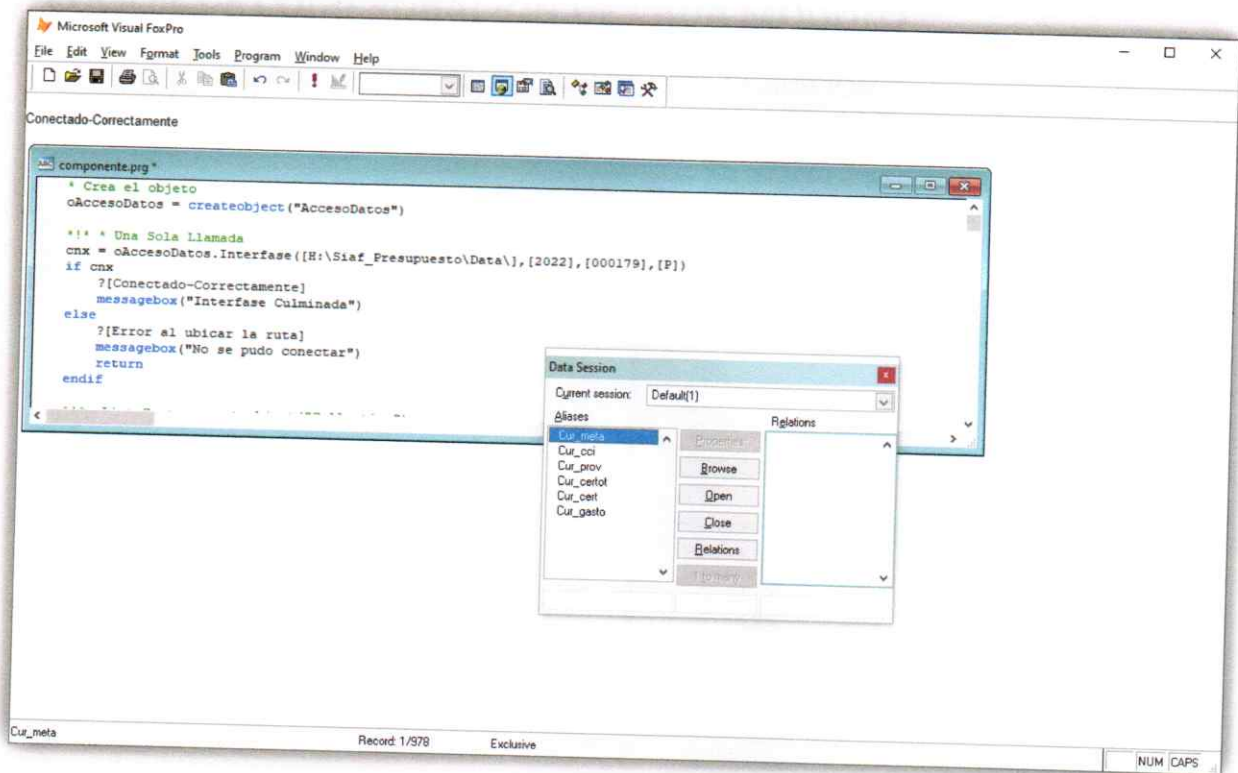 Microsoft Visual FoxPro
File Edit View Format Tools Program Window Help
Conectado-Correctamente
componente.prg *
* Crea el objeto
oAccesoDatos = createobject("AccesoDatos")
*!* * Una Sola Llamada
cnx = oAccesoDatos.Interfase([H:\Siaf_Presupuesto\Data\],[2022],[000179],[P])
if cnx
?[Conectado-Correctamente]
messagebox("Interfase Culminada")
else
?[Error al ubicar la ruta]
messagebox("No se pudo conectar")
return
endif
Data Session
Current session: Default(1)
Aliases
Relations
Cur_meta
Cur_cci
Cur_prov
Cur_certot
Cur_cert
Cur_gasto
Properties
Browse
Open
Close
Relations
1 to many
Cur_meta
Record: 1/978
Exclusive
NUM CAPS